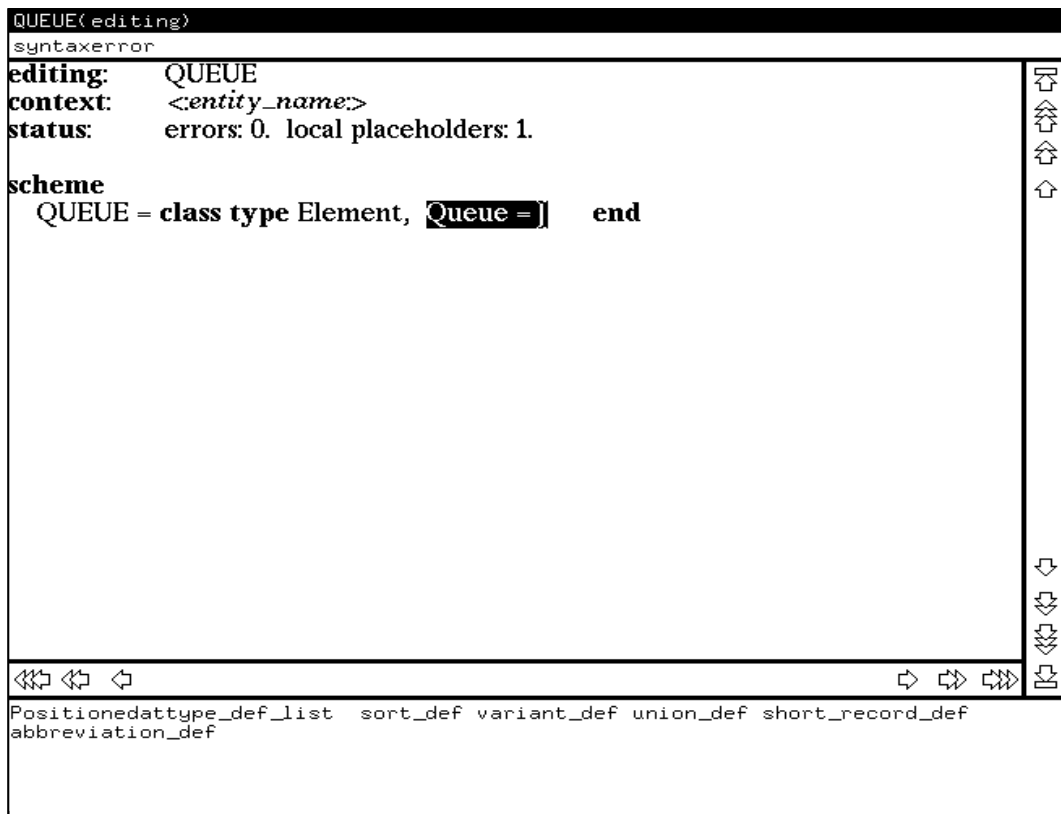 QUEUE(editing)
syntaxerror
editing: QUEUE
context: <:entity_name:>
status: errors: 0. local placeholders: 1.
scheme
QUEUE = class type Element, Queue = ] end
Positionedattype_def_list sort_def variant_def union_def short_record_def
abbreviation_def